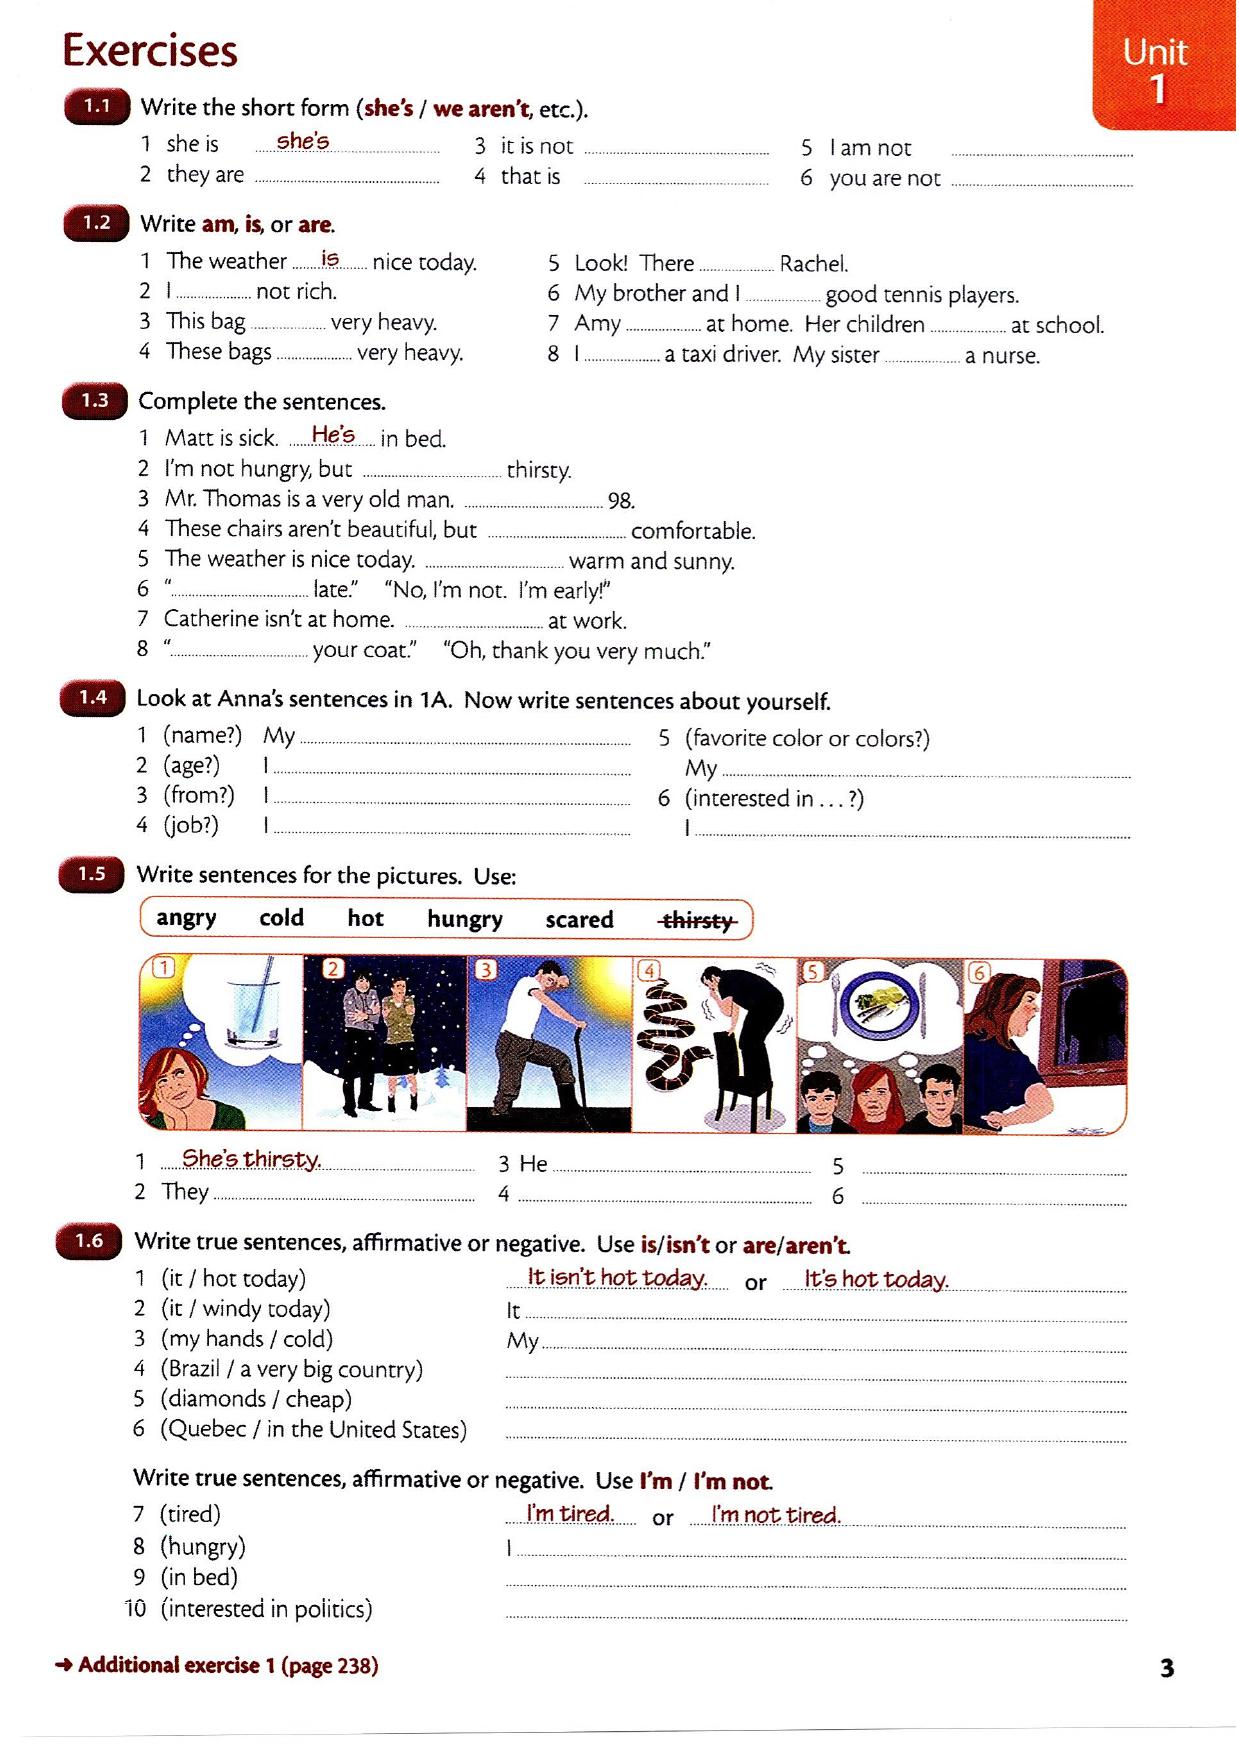 Exercises
Unit
1
1.1 Write the short form (she's / we aren't, etc.).
1 she is she's 3 it is not 5 I am not
2 they are 4 that is 6 you are not
1.2 Write am, is, or are.
1 The weather is nice today. 5 Look! There Rachel.
2 I not rich. 6 My brother and I good tennis players.
3 This bag very heavy. 7 Amy at home. Her children at school.
4 These bags very heavy. 8 I a taxi driver. My sister a nurse.
1.3 Complete the sentences.
1 Matt is sick. He's in bed.
2 I'm not hungry, but thirsty.
3 Mr. Thomas is a very old man. 98.
4 These chairs aren't beautiful, but comfortable.
5 The weather is nice today. warm and sunny.
6 " late." "No, I'm not. I'm early!"
7 Catherine isn't at home. at work.
8 " your coat." "Oh, thank you very much."
1.4 Look at Anna's sentences in 1A. Now write sentences about yourself.
1 (name?) My 5 (favorite color or colors?)
2 (age?) I My
3 (from?) I 6 (interested in . . . ?)
4 (job?) I I
1.5 Write sentences for the pictures. Use:
angry cold hot hungry scared thirsty
1 2 3 4 5 6
1 She's thirsty. 3 He 5
2 They 4 6
1.6 Write true sentences, affirmative or negative. Use is/isn't or are/aren't.
1 (it / hot today) It isn't hot today. or It's hot today.
2 (it / windy today) It
3 (my hands / cold) My
4 (Brazil / a very big country)
5 (diamonds / cheap)
6 (Quebec / in the United States)
Write true sentences, affirmative or negative. Use I'm / I'm not.
7 (tired) I'm tired. or I'm not tired.
8 (hungry) I
9 (in bed)
10 (interested in politics)
➜ Additional exercise 1 (page 238)
3